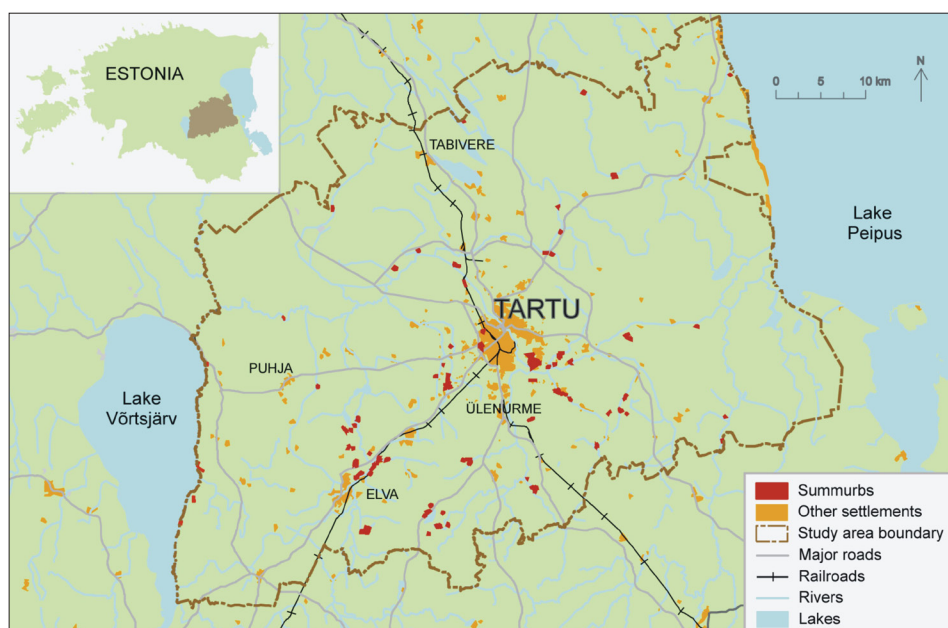 ESTONIA
N
0 5 10 km
TABIVERE
Lake
Peipus
TARTU
PUHJA
Lake
Võrtsjärv
ÜLENURME
ELVA
Summurbs
Other settlements
Study area boundary
Major roads
Railroads
Rivers
Lakes